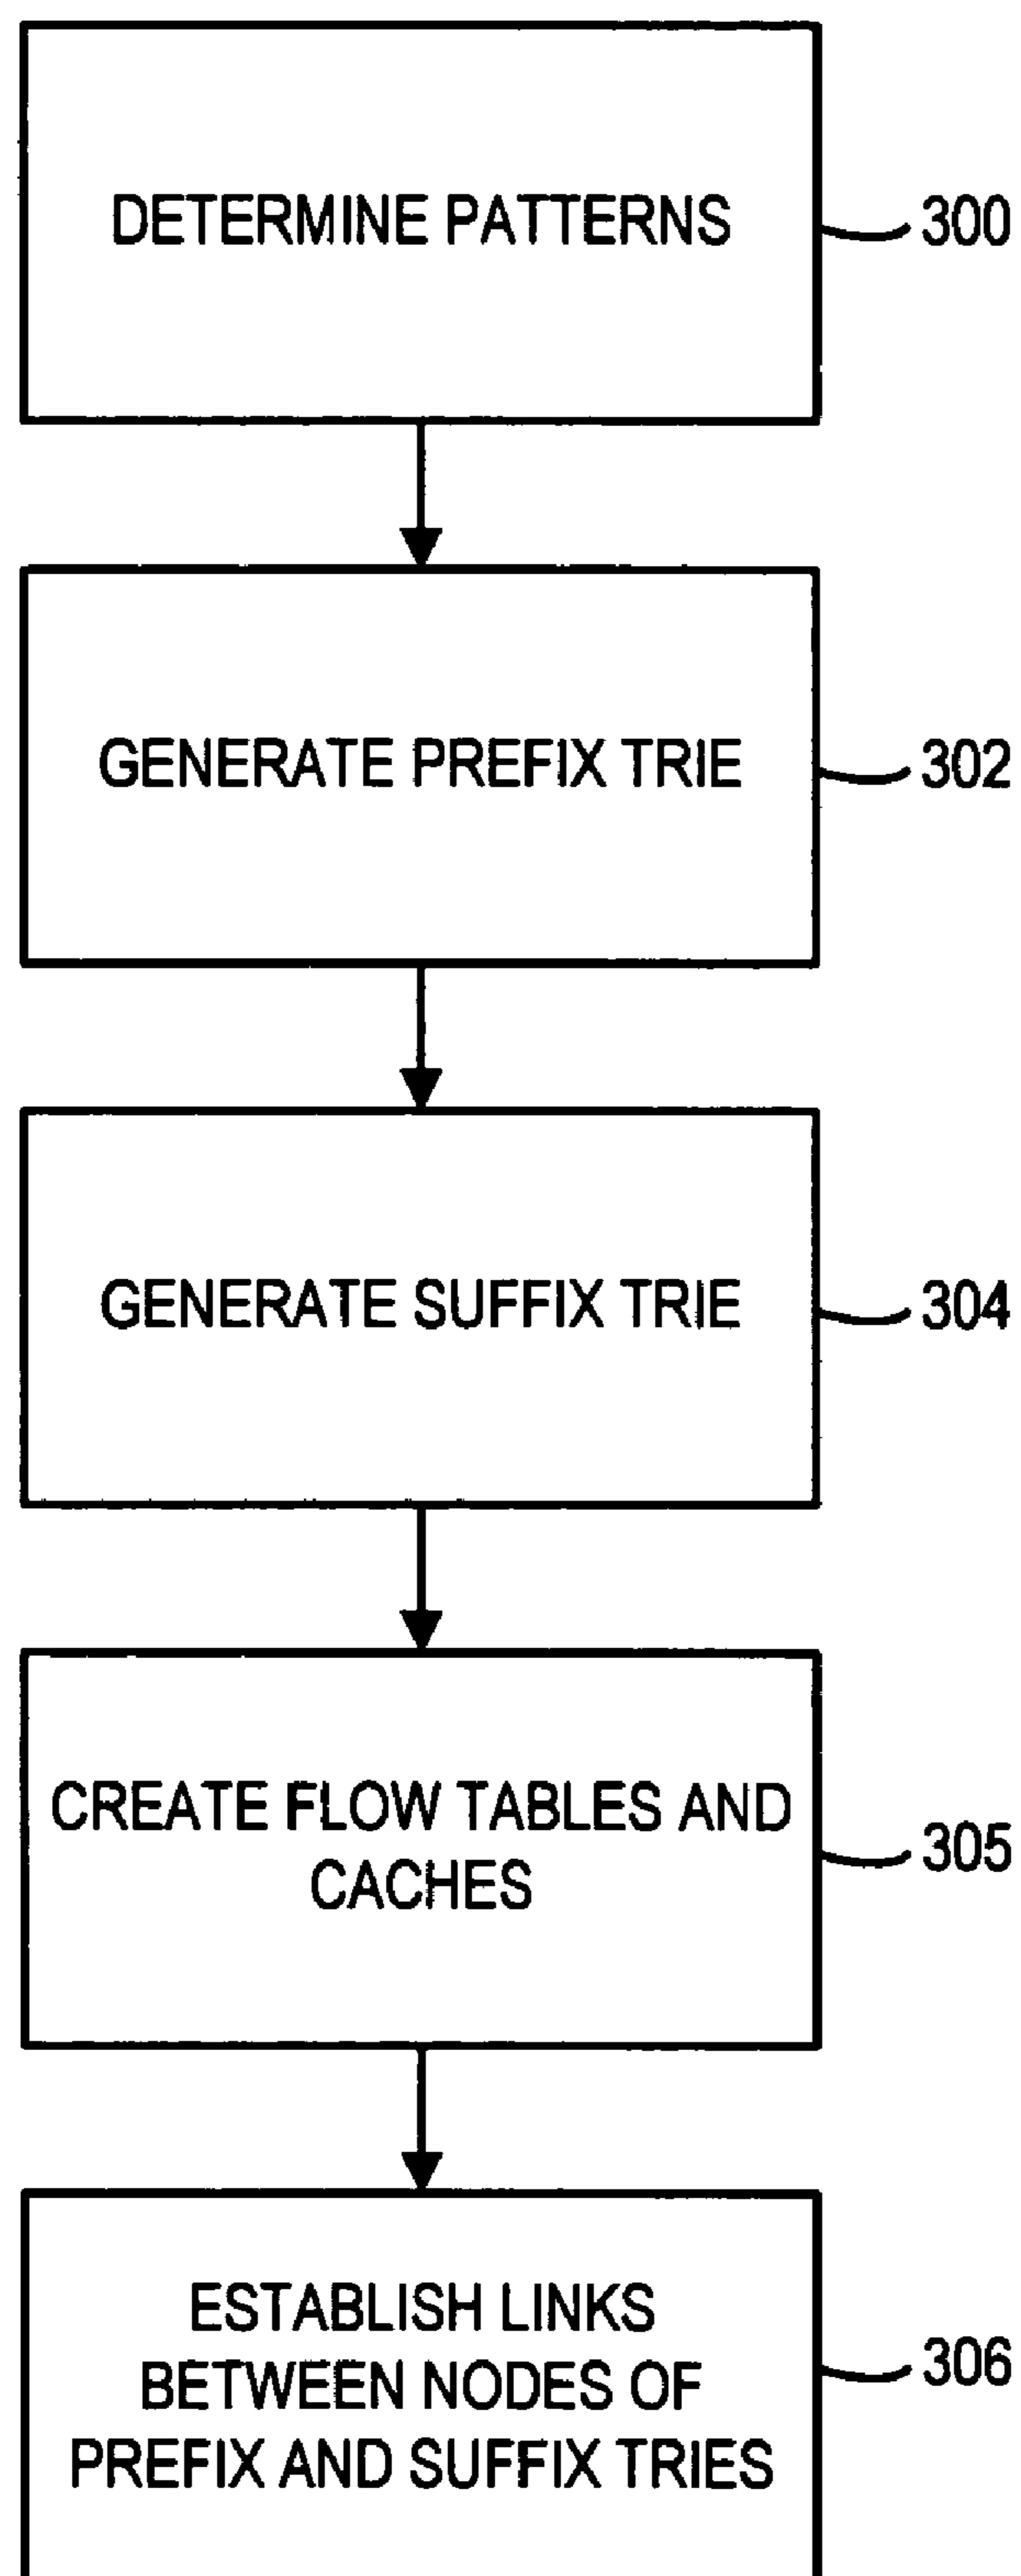 DETERMINE PATTERNS
300
GENERATE PREFIX TRIE
302
GENERATE SUFFIX TRIE
304
CREATE FLOW TABLES AND
CACHES
305
ESTABLISH LINKS
BETWEEN NODES OF
PREFIX AND SUFFIX TRIES
306